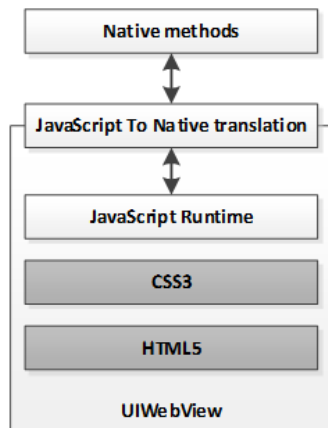 Native methods
JavaScript To Native translation
JavaScript Runtime
CSS3
HTML5
UIWebView